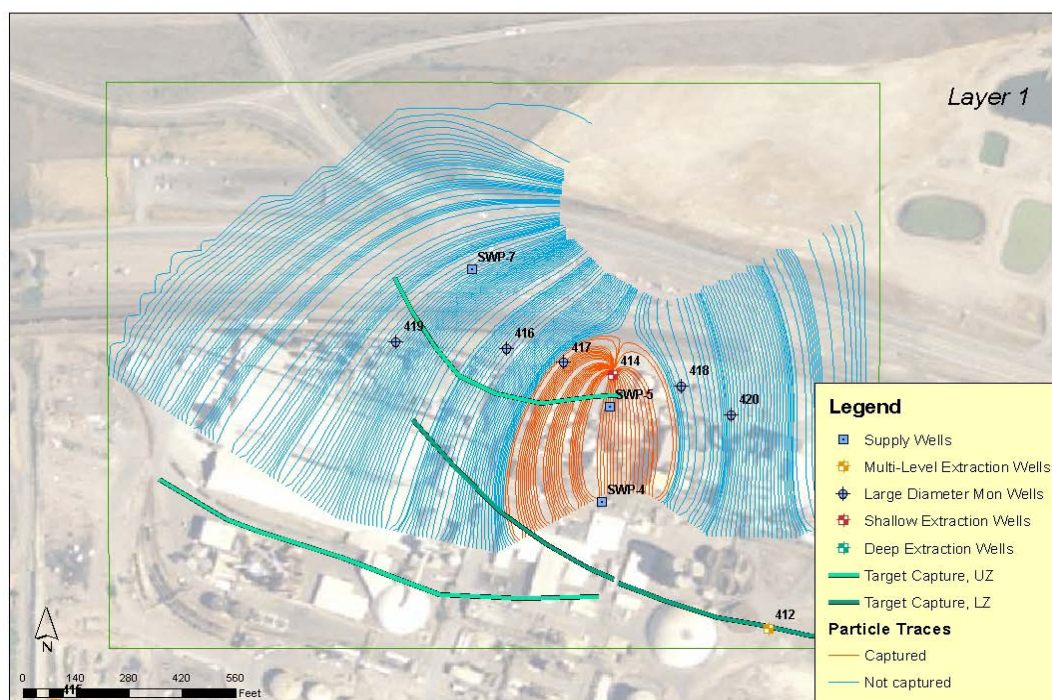 Layer 1
SWP-7
419
416
417
414
418
SWP-5
420
SWP-4
412
N
0 140 280 420 560
Feet
415
Legend
Supply Wells
Multi-Level Extraction Wells
Large Diameter Mon Wells
Shallow Extraction Wells
Deep Extraction Wells
Target Capture, UZ
Target Capture, LZ
Particle Traces
Captured
Not captured